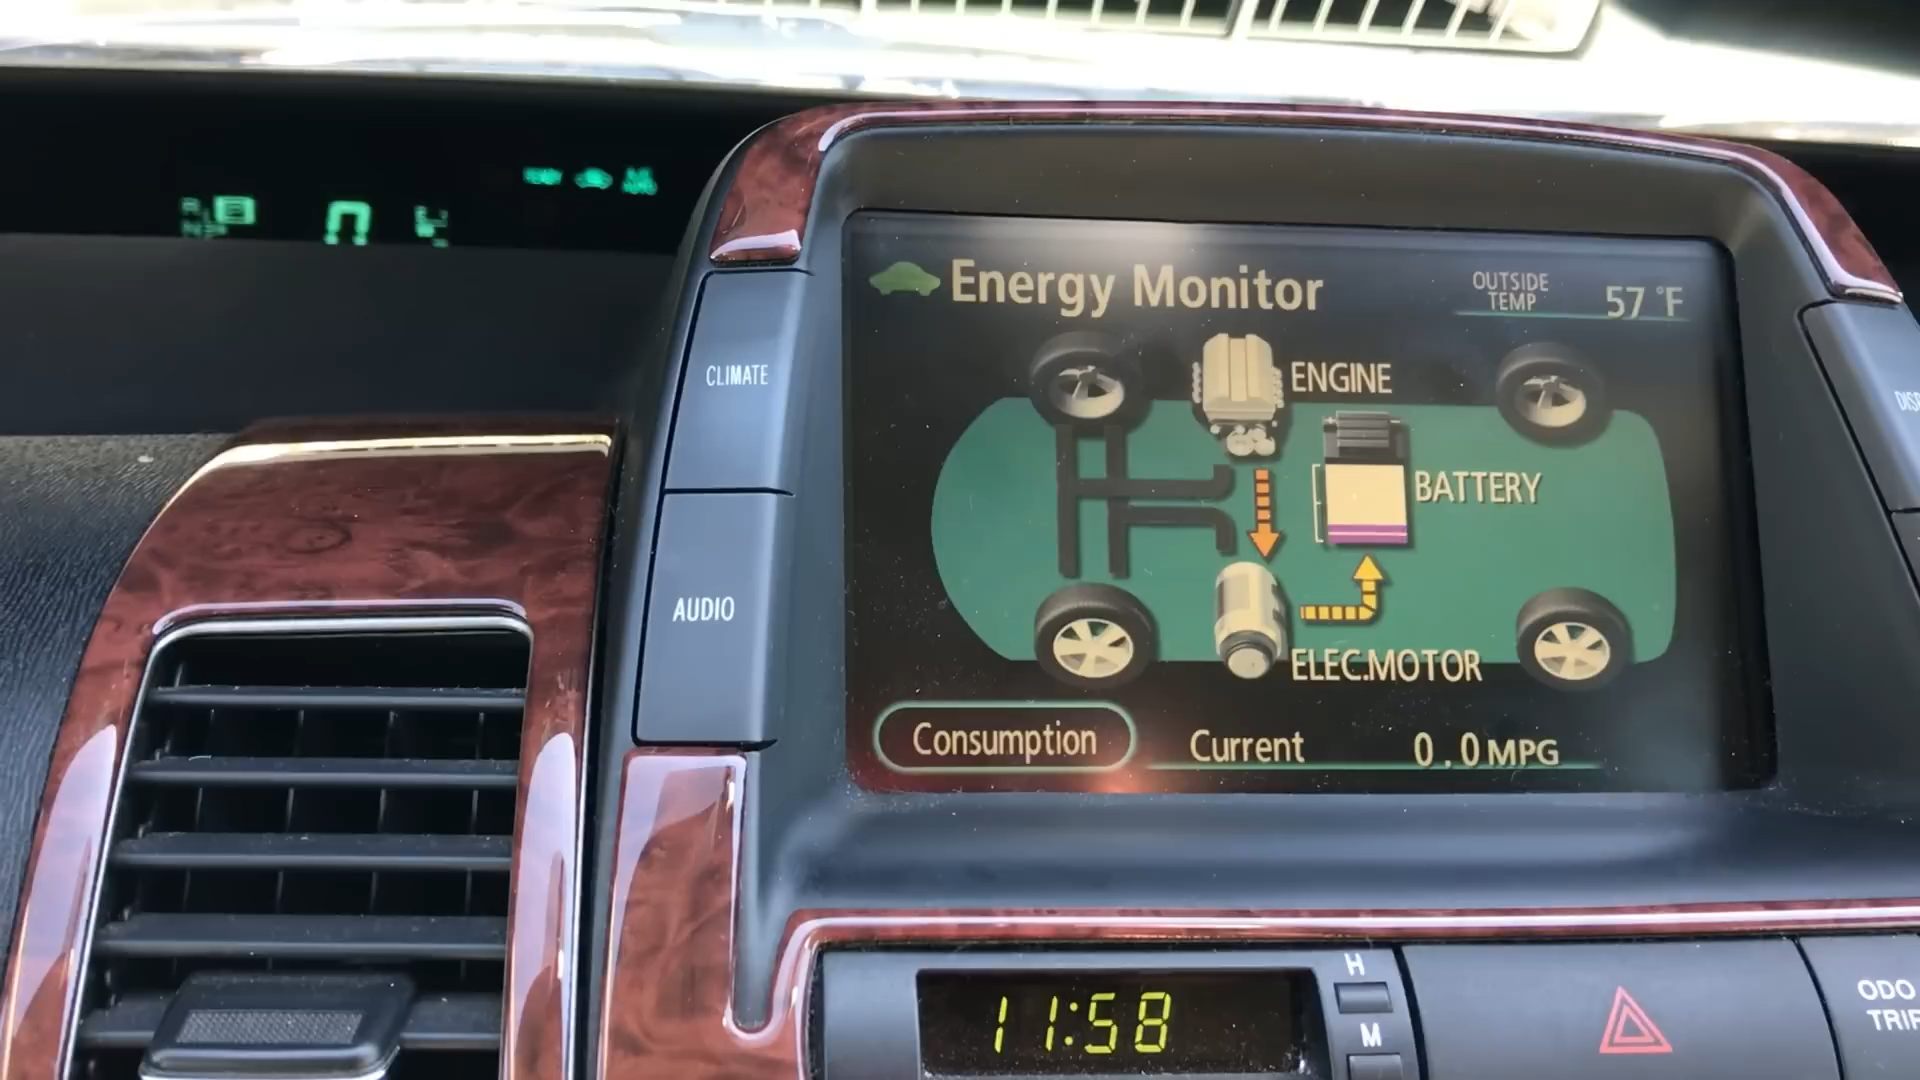 Energy Monitor
OUTSIDE
TEMP
57 °F
CLIMATE
ENGINE
BATTERY
AUDIO
ELEC.MOTOR
Consumption
Current
0.0 MPG
H
11:58
M
ODO